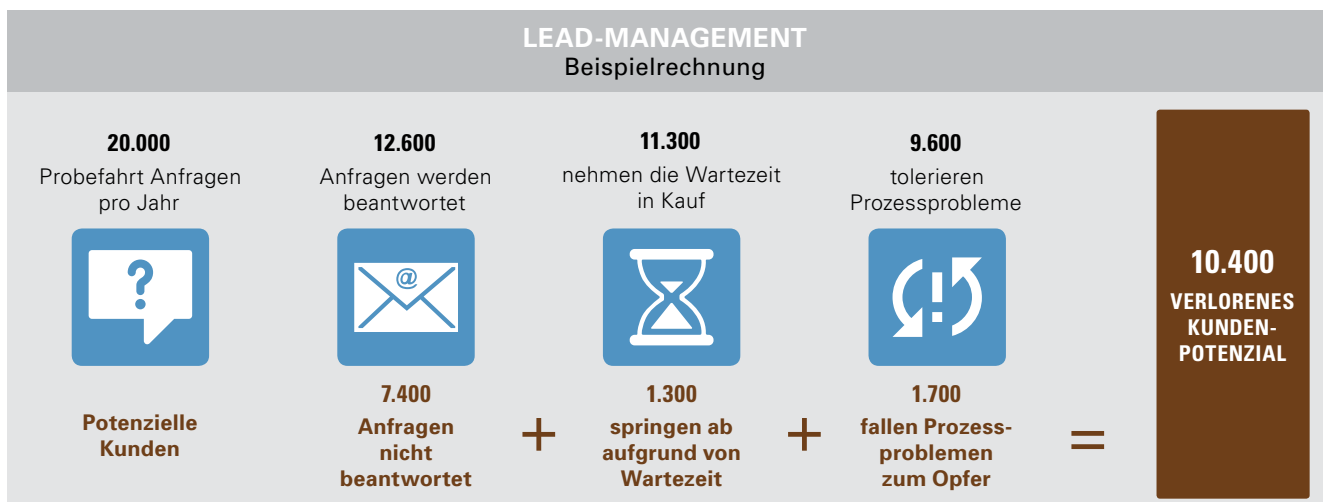 LEAD-MANAGEMENT
Beispielrechnung
20.000
Probefahrt Anfragen
pro Jahr
12.600
Anfragen werden
beantwortet
11.300
nehmen die Wartezeit
in Kauf
9.600
tolerieren
Prozessprobleme
?
@
!
Potenzielle
Kunden
7.400
Anfragen
nicht
beantwortet
+
1.300
springen ab
aufgrund von
Wartezeit
+
1.700
fallen Prozess-
problemen
zum Opfer
=
10.400
VERLORENES
KUNDEN-
POTENZIAL